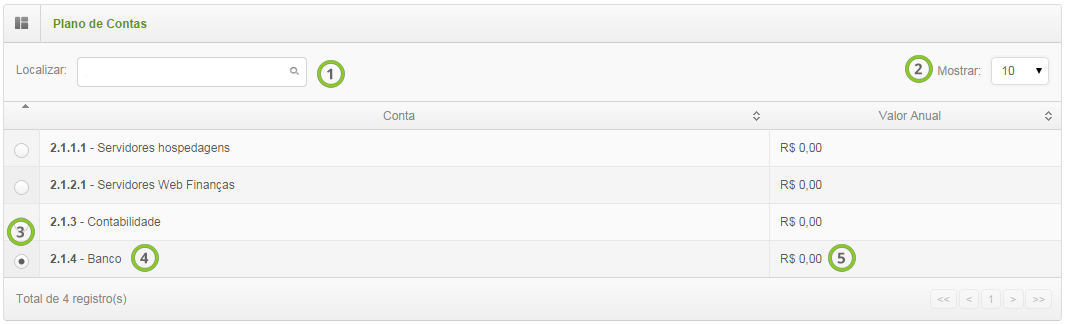 Plano de Contas
Localizar: 1 2 Mostrar: 10
Conta Valor Anual
2.1.1.1 - Servidores hospedagens R$ 0,00
2.1.2.1 - Servidores Web Finanças R$ 0,00
3 2.1.3 - Contabilidade R$ 0,00
2.1.4 - Banco 4 R$ 0,00 5
Total de 4 registro(s) << < 1 > >>